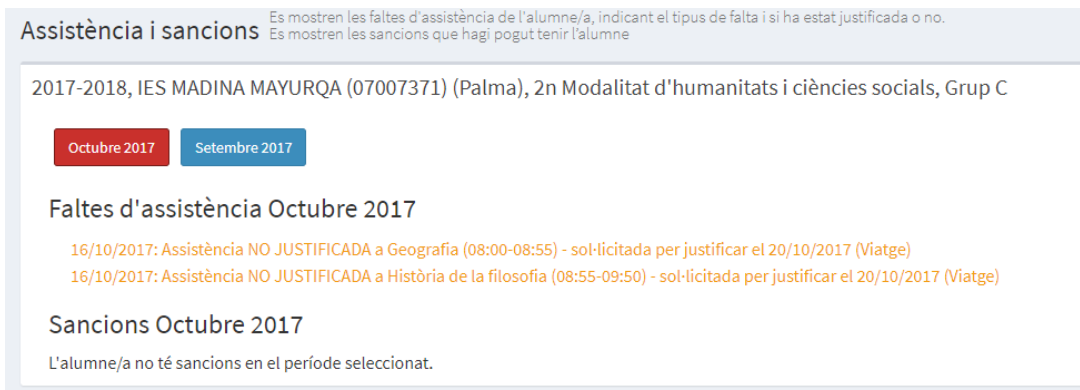 Assistència i sancions
Es mostren les faltes d'assistència de l'alumne/a, indicant el tipus de falta i si ha estat justificada o no.
Es mostren les sancions que hagi pogut tenir l'alumne
2017-2018, IES MADINA MAYURQA (07007371) (Palma), 2n Modalitat d'humanitats i ciències socials, Grup C
Octubre 2017
Setembre 2017
Faltes d'assistència Octubre 2017
16/10/2017: Assistència NO JUSTIFICADA a Geografia (08:00-08:55) - sol·licitada per justificar el 20/10/2017 (Viatge)
16/10/2017: Assistència NO JUSTIFICADA a Història de la filosofia (08:55-09:50) - sol·licitada per justificar el 20/10/2017 (Viatge)
Sancions Octubre 2017
L'alumne/a no té sancions en el període seleccionat.